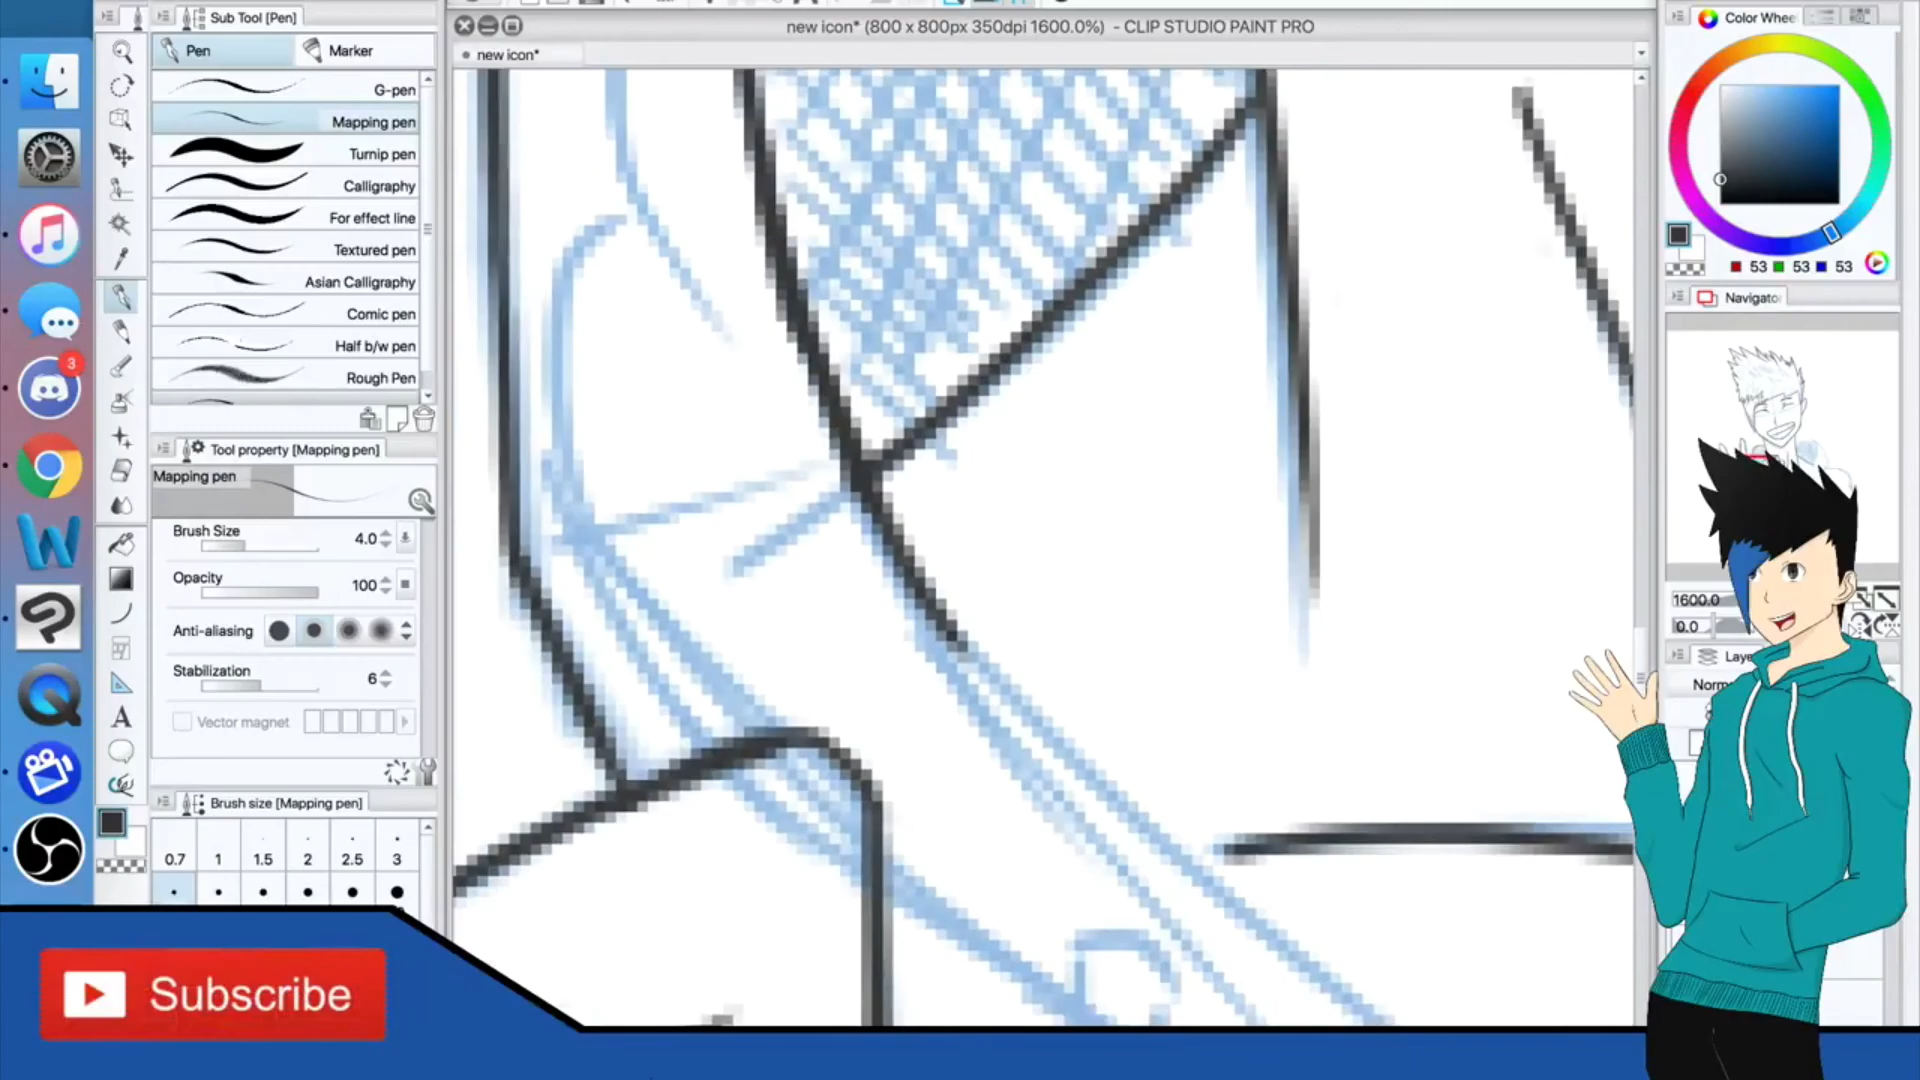 Sub Tool [Pen]
new icon* (800 x 800px 350dpi 1600.0%) - CLIP STUDIO PAINT PRO
Color Whee
Pen
Marker
new icon*
G-pen
Mapping pen
Turnip pen
Calligraphy
For effect line
Textured pen
Asian Calligraphy
Comic pen
Half b/w pen
Rough Pen
53 53 53
Navigato
3
Tool property [Mapping pen]
Mapping pen
Brush Size 4.0
Opacity 100
Anti-aliasing
Stabilization 6
Vector magnet
1600.0
0.0
Laye
Norm
Brush size [Mapping pen]
0.7 1 1.5 2 2.5 3
A
W
Subscribe